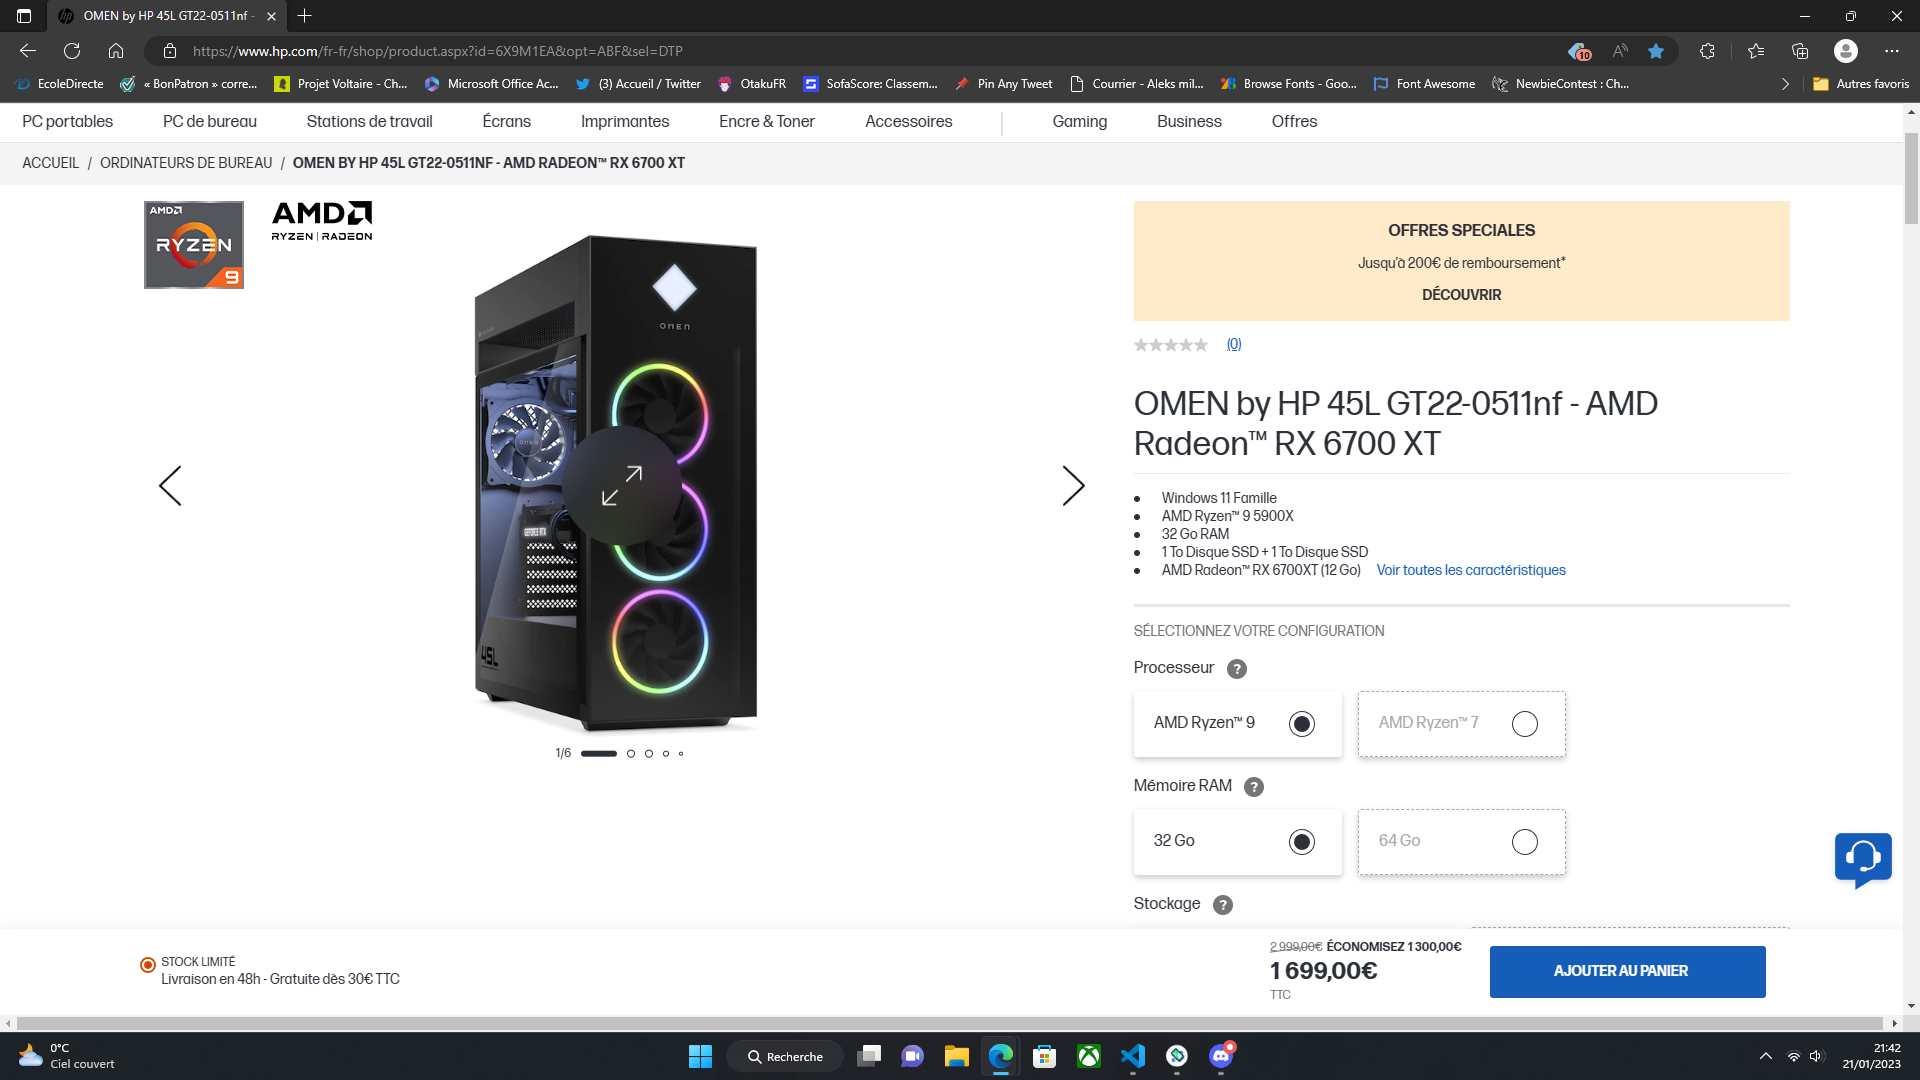 OMEN by HP 45L GT22-0511nf -
https://www.hp.com/fr-fr/shop/product.aspx?id=6X9M1EA&opt=ABF&sel=DTP
10
EcoleDirecte
« BonPatron » corre...
Projet Voltaire - Ch...
Microsoft Office Ac...
(3) Accueil / Twitter
OtakuFR
SofaScore: Classem...
Pin Any Tweet
Courrier - Aleks mil...
Browse Fonts - Goo...
Font Awesome
NewbieContest : Ch...
Autres favoris
PC portables
PC de bureau
Stations de travail
Écrans
Imprimantes
Encre & Toner
Accessoires
Gaming
Business
Offres
ACCUEIL / ORDINATEURS DE BUREAU / OMEN BY HP 45L GT22-0511NF - AMD RADEON™ RX 6700 XT
AMD
RYZEN
9
AMD
RYZEN | RADEON
OMEN
OMEN
GEFORCE RTX
45L
1/6
OFFRES SPECIALES
Jusqu'à 200€ de remboursement*
DÉCOUVRIR
(0)
OMEN by HP 45L GT22-0511nf - AMD
Radeon™ RX 6700 XT
Windows 11 Famille
AMD Ryzen™ 9 5900X
32 Go RAM
1 To Disque SSD + 1 To Disque SSD
AMD Radeon™ RX 6700XT (12 Go) Voir toutes les caractéristiques
SÉLECTIONNEZ VOTRE CONFIGURATION
Processeur ?
AMD Ryzen™ 9
AMD Ryzen™ 7
Mémoire RAM ?
32 Go
64 Go
Stockage ?
STOCK LIMITÉ
Livraison en 48h - Gratuite dès 30€ TTC
2 999,00€ ÉCONOMISEZ 1 300,00€
1 699,00€
TTC
AJOUTER AU PANIER
0°C
Ciel couvert
Recherche
21:42
21/01/2023